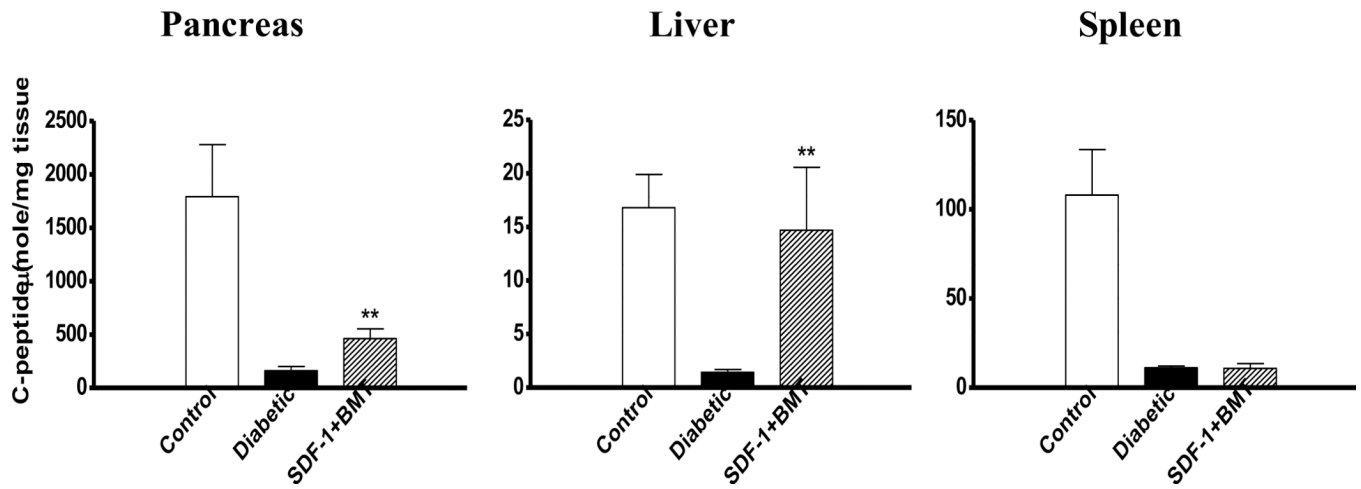 Pancreas
Liver
Spleen
C-peptide(μmole/mg tissue
2500
2000
1500
1000
500
0
**
Control
Diabetic
SDF-1+BMT
25
20
15
10
5
0
**
Control
Diabetic
SDF-1+BMT
150
100
50
0
Control
Diabetic
SDF-1+BMT